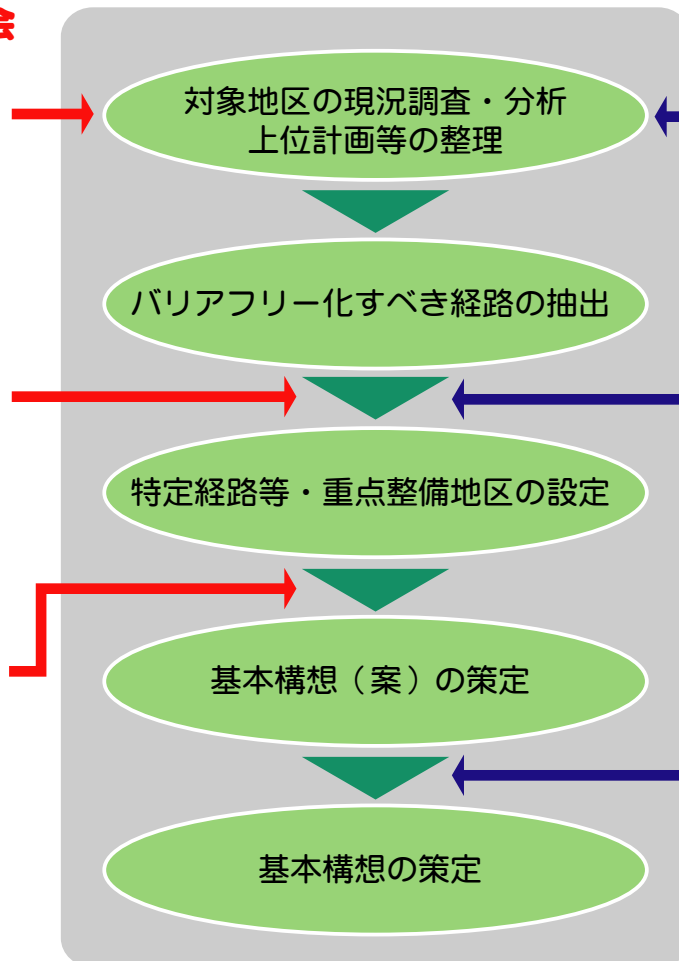 会
対象地区の現況調査・分析
上位計画等の整理
バリアフリー化すべき経路の抽出
特定経路等・重点整備地区の設定
基本構想（案）の策定
基本構想の策定